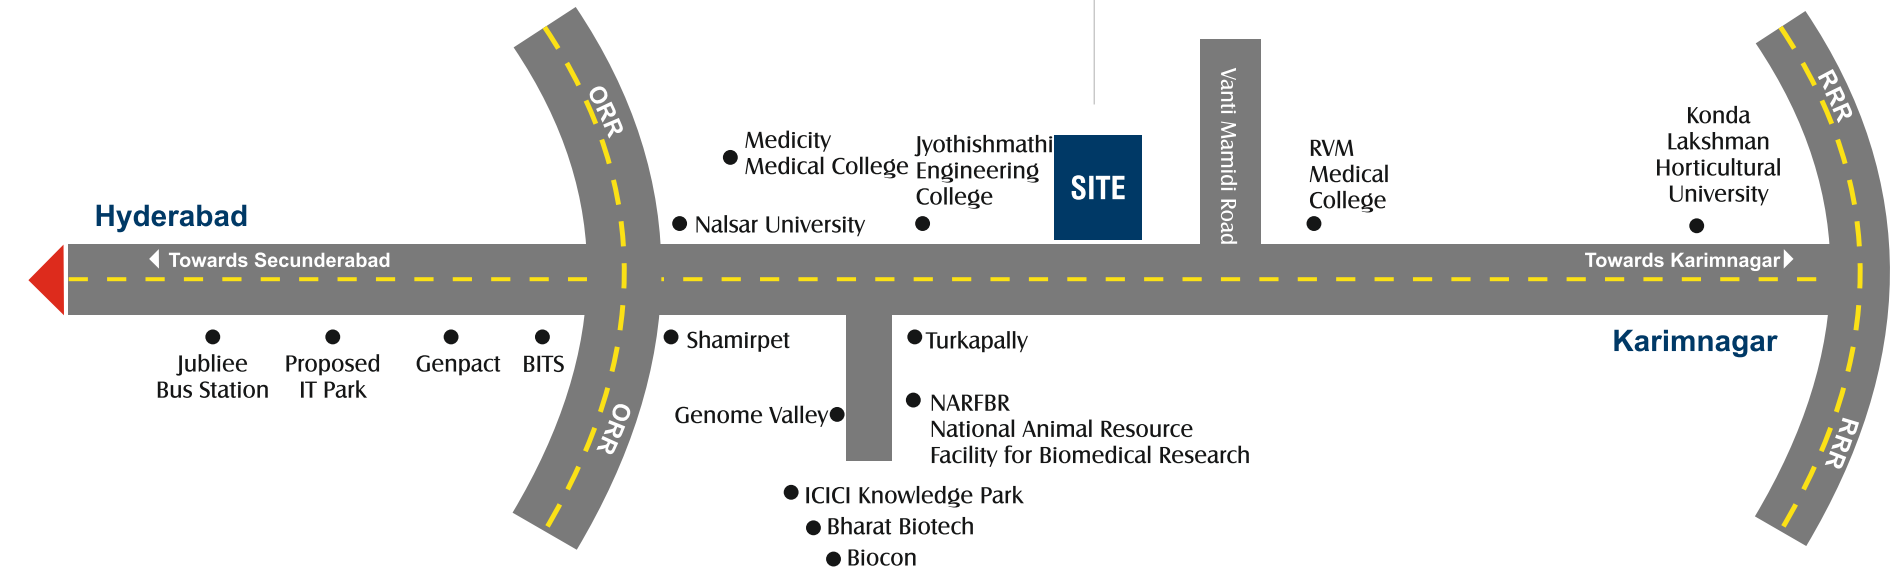 Hyderabad
Towards Secunderabad
Jubliee
Bus Station
Proposed
IT Park
Genpact
BITS
ORR
ORR
Medicity
Medical College
Nalsar University
Jyothishmathi
Engineering
College
SITE
Vanti Mamidi Road
RVM
Medical
College
Konda
Lakshman
Horticultural
University
RRR
Towards Karimnagar
Karimnagar
RRR
Shamirpet
Turkapally
Genome Valley
NARFBR
National Animal Resource
Facility for Biomedical Research
ICICI Knowledge Park
Bharat Biotech
Biocon